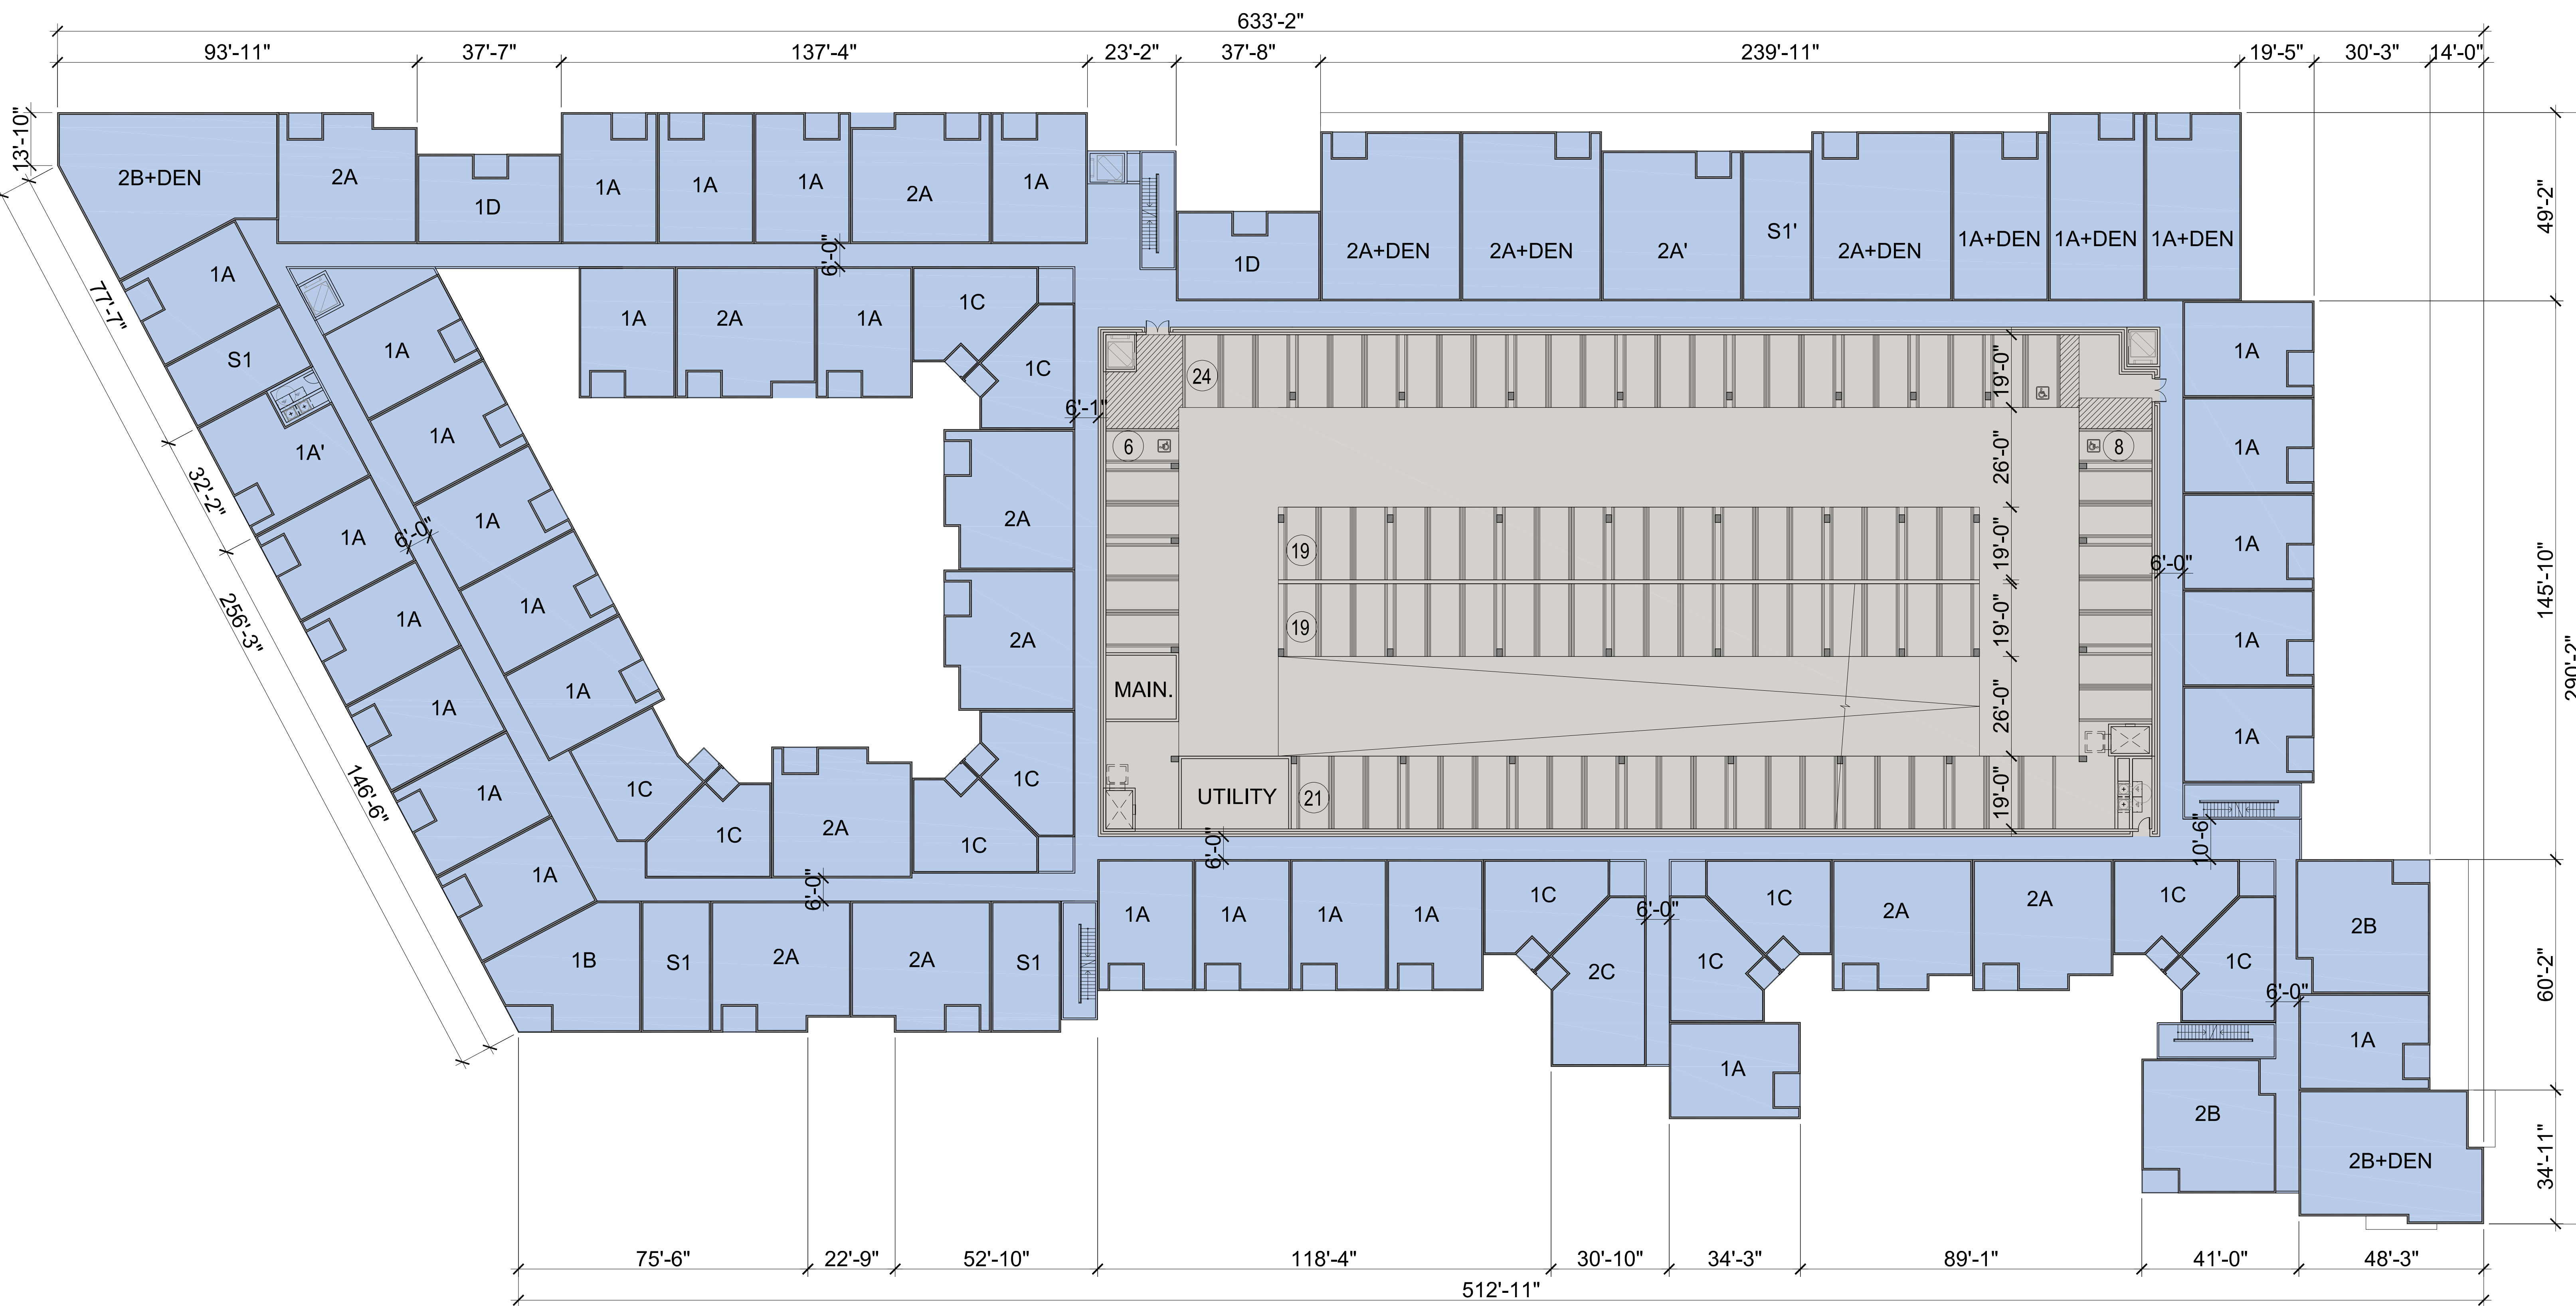 633'-2"
93'-11" 37'-7" 137'-4" 23'-2" 37'-8" 239'-11" 19'-5" 30'-3" 14'-0"
13'-10"
2B+DEN 2A 1D 1A 1A 1A 2A 1A
1D 2A+DEN 2A+DEN 2A' S1' 2A+DEN 1A+DEN 1A+DEN 1A+DEN
49'-2"
6'-0"
77'-7"
32'-2"
256'-3"
146'-6"
1A
S1
1A'
1A
1A
1A
1A
1A
6'-0"
1A
1A
1A
1A
1A
1C
1C
2A
1C
1C
1A 2A 1A 1C
1C
2A
2A
6'-1"
24
19'-0"
6 8
26'-0"
19
19'-0"
19
19'-0"
MAIN.
26'-0"
UTILITY 21
19'-0"
6'-0"
6'-0"
1A
1A
1A
1A
1A
145'-10"
290'-2"
10'-6"
6'-0"
1B S1 2A 2A S1
1A 1A 1A 1A 1C
2C
6'-0"
1C
1C
2A 2A 1C
1C
2B
6'-0"
1A
1A
2B
2B+DEN
60'-2"
34'-11"
75'-6" 22'-9" 52'-10" 118'-4" 30'-10" 34'-3" 89'-1" 41'-0" 48'-3"
512'-11"